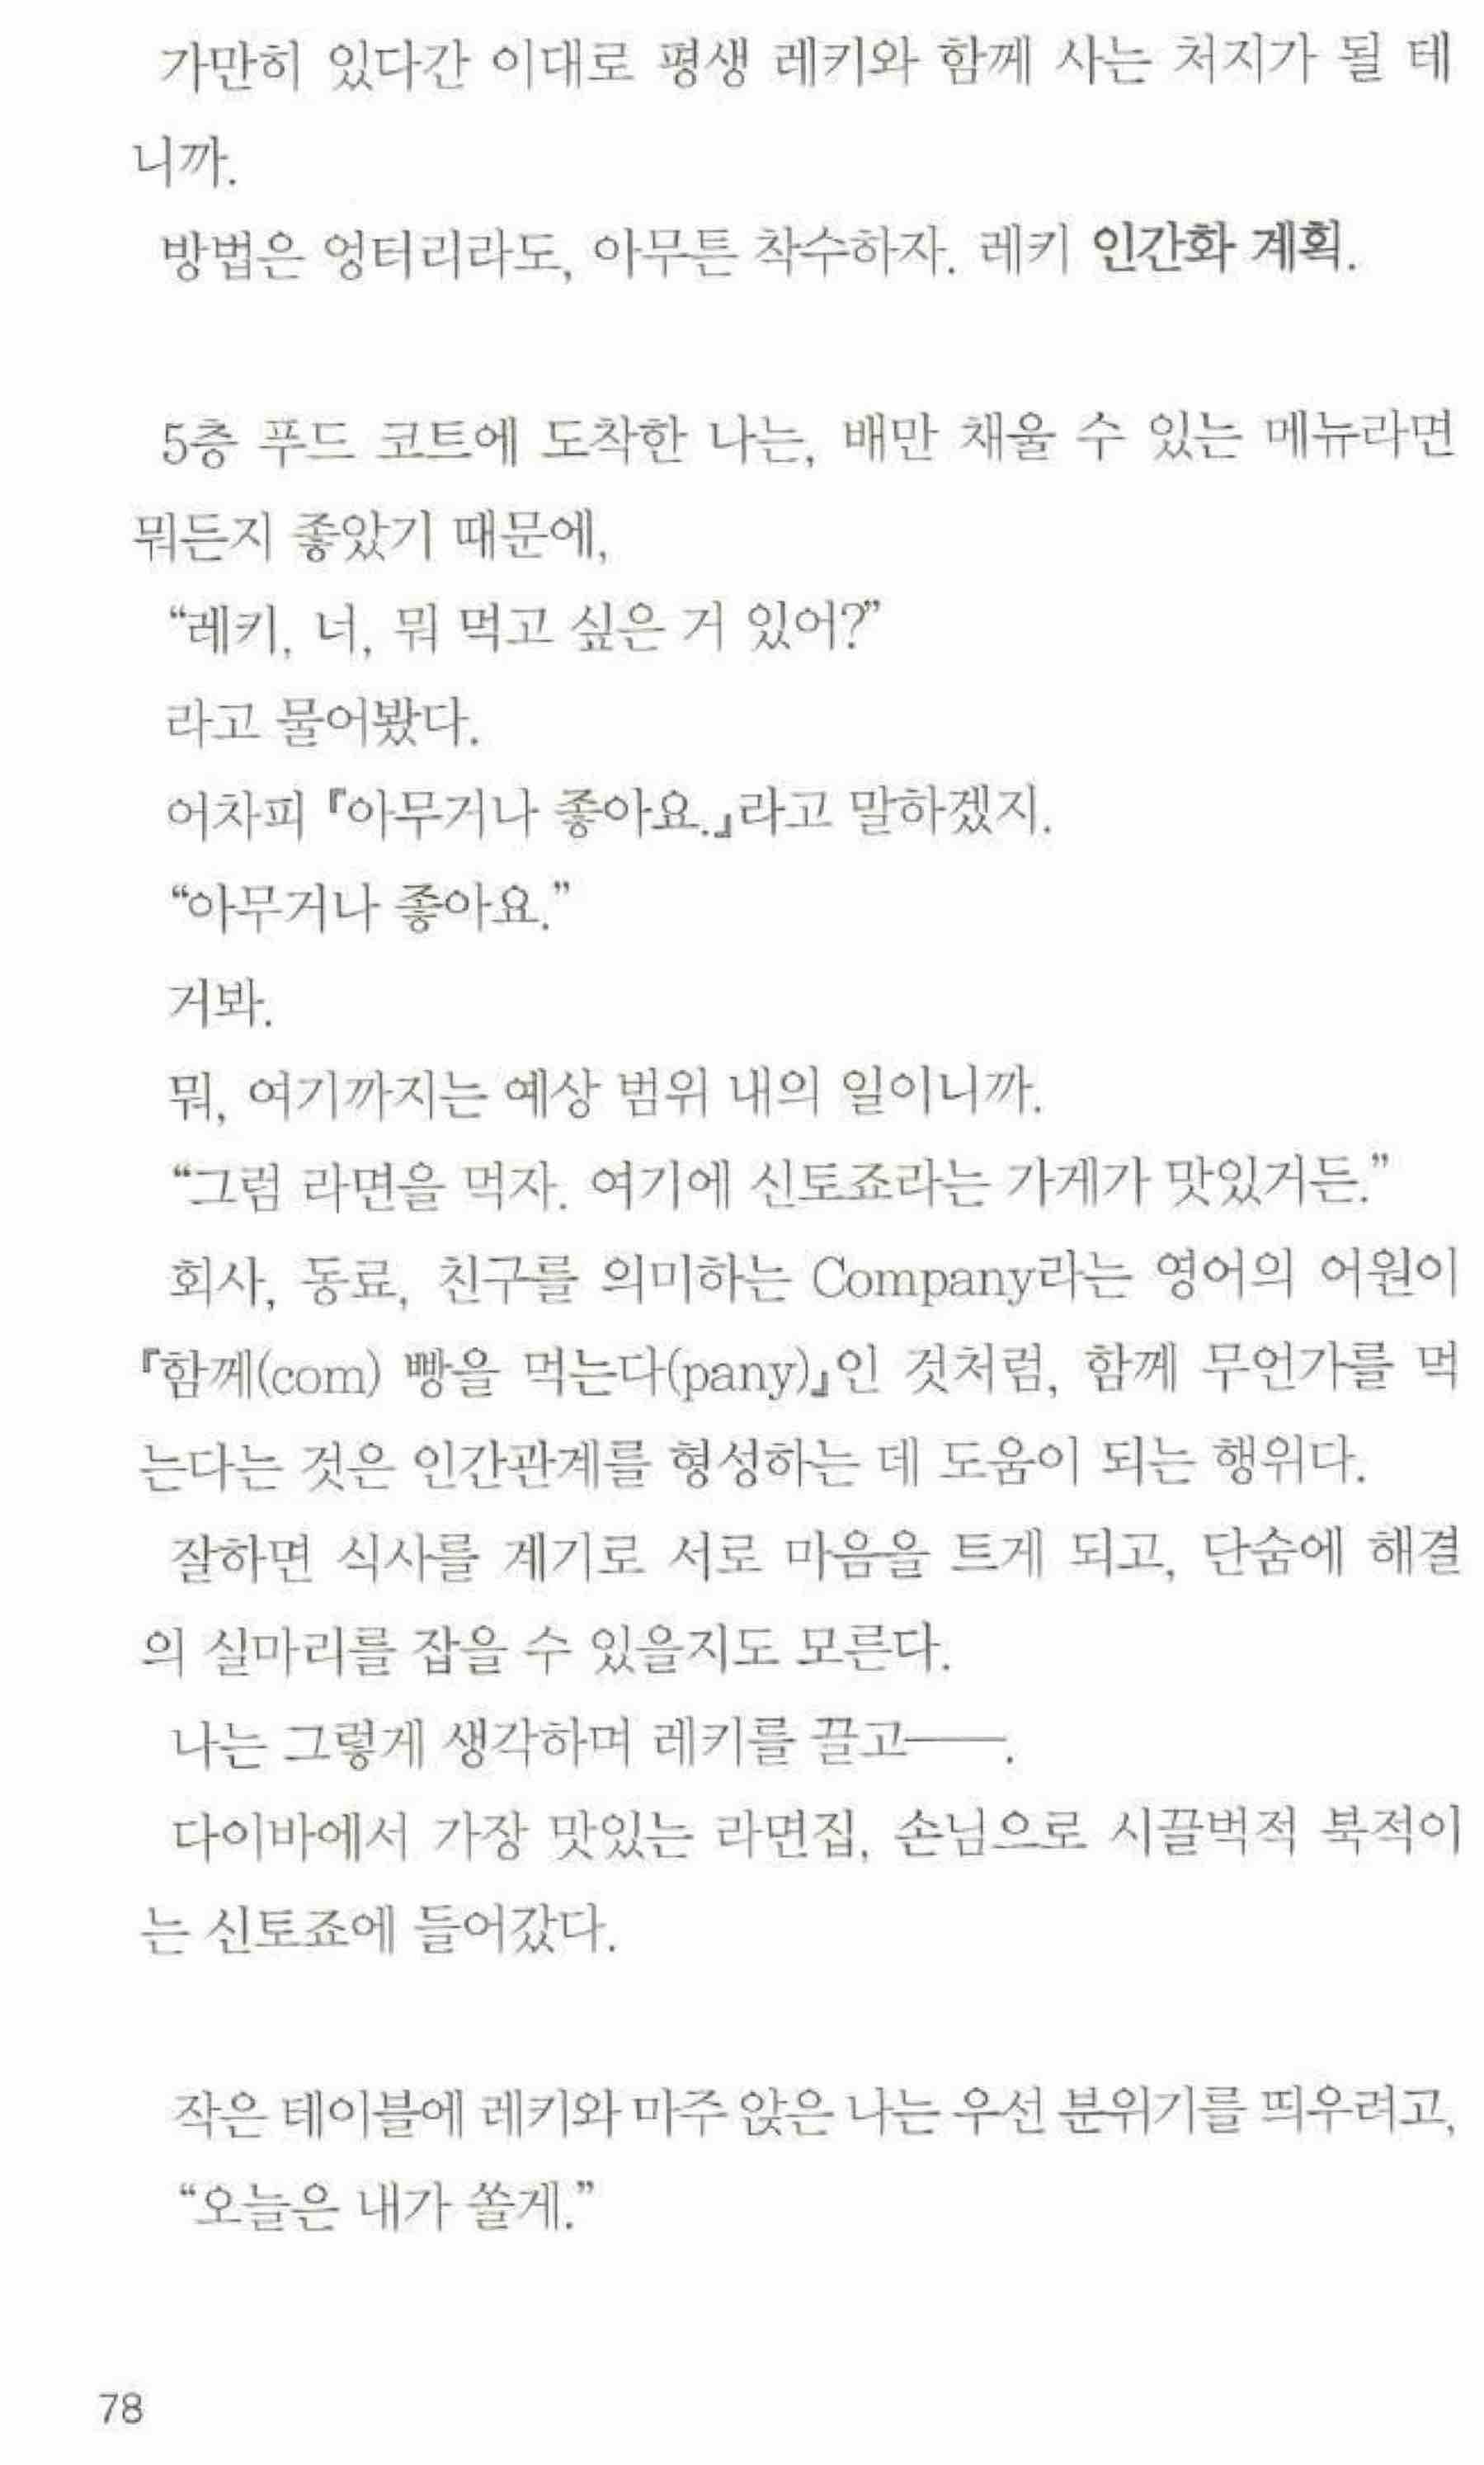 가만히 있다간 이대로 평생 레키와 함께 사는 처지가 될 테
니까.
방법은 엉터리라도, 아무튼 착수하자. 레키 인간화 계획.
5층 푸드 코트에 도착한 나는, 배만 채울 수 있는 메뉴라면
뭐든지 좋았기 때문에,
“레키, 너, 뭐 먹고 싶은 거 있어?”
라고 물어봤다.
어차피 『아무거나 좋아요.』라고 말하겠지.
“아무거나 좋아요.”
거봐.
뭐, 여기까지는 예상 범위 내의 일이니까.
“그럼 라면을 먹자. 여기에 신토죠라는 가게가 맛있거든.”
회사, 동료, 친구를 의미하는 Company라는 영어의 어원이
『함께(com) 빵을 먹는다(pany)』인 것처럼, 함께 무언가를 먹
는다는 것은 인간관계를 형성하는 데 도움이 되는 행위다.
잘하면 식사를 계기로 서로 마음을 트게 되고, 단숨에 해결
의 실마리를 잡을 수 있을지도 모른다.
나는 그렇게 생각하며 레키를 끌고──.
다이바에서 가장 맛있는 라면집, 손님으로 시끌벅적 북적이
는 신토죠에 들어갔다.
작은 테이블에 레키와 마주 앉은 나는 우선 분위기를 띄우려고,
“오늘은 내가 쏠게.”
78